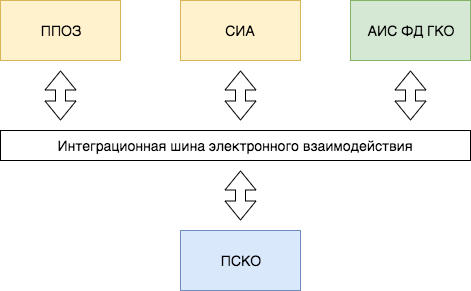 ППОЗ
СИА
АИС ФД ГКО
Интеграционная шина электронного взаимодействия
ПСКО